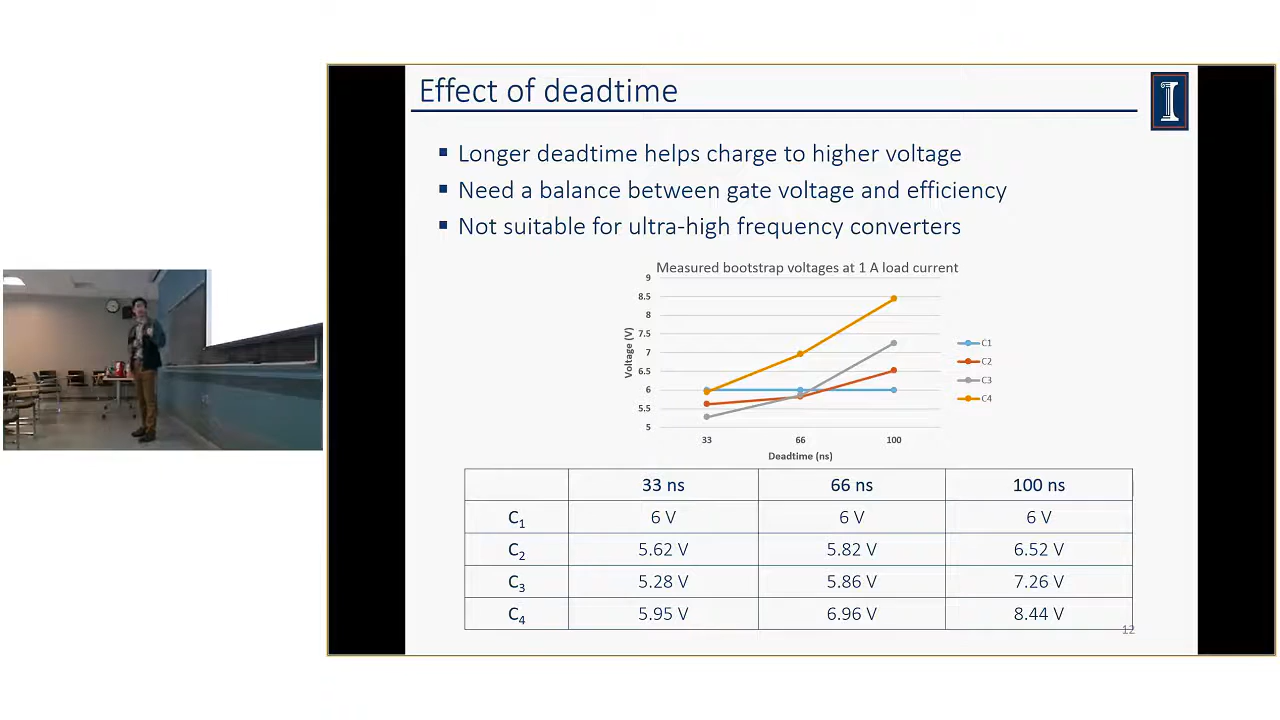 Effect of deadtime
Longer deadtime helps charge to higher voltage
Need a balance between gate voltage and efficiency
Not suitable for ultra-high frequency converters
Measured bootstrap voltages at 1 A load current
9
8.5
8
7.5
7
6.5
6
5.5
5
Voltage (V)
33 66 100
Deadtime (ns)
C1
C2
C3
C4
33 ns 66 ns 100 ns
C1 6 V 6 V 6 V
C2 5.62 V 5.82 V 6.52 V
C3 5.28 V 5.86 V 7.26 V
C4 5.95 V 6.96 V 8.44 V
12